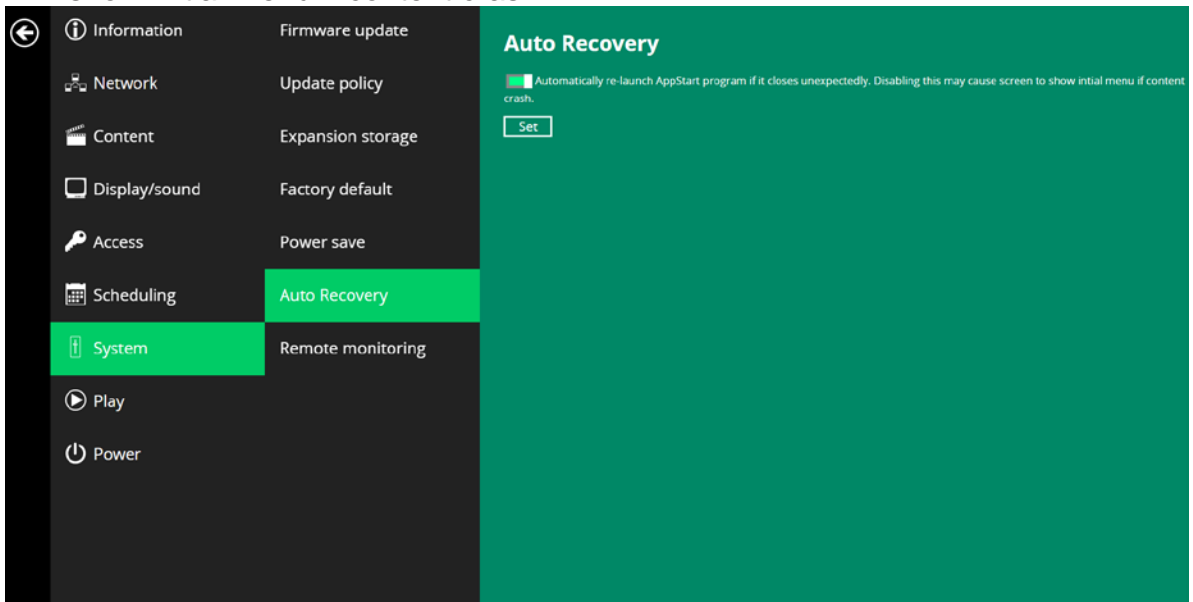 Information
Network
Content
Display/sound
Access
Scheduling
System
Play
Power
Firmware update
Update policy
Expansion storage
Factory default
Power save
Auto Recovery
Remote monitoring
Auto Recovery
Automatically re-launch AppStart program if it closes unexpectedly. Disabling this may cause screen to show intial menu if content
crash.
Set